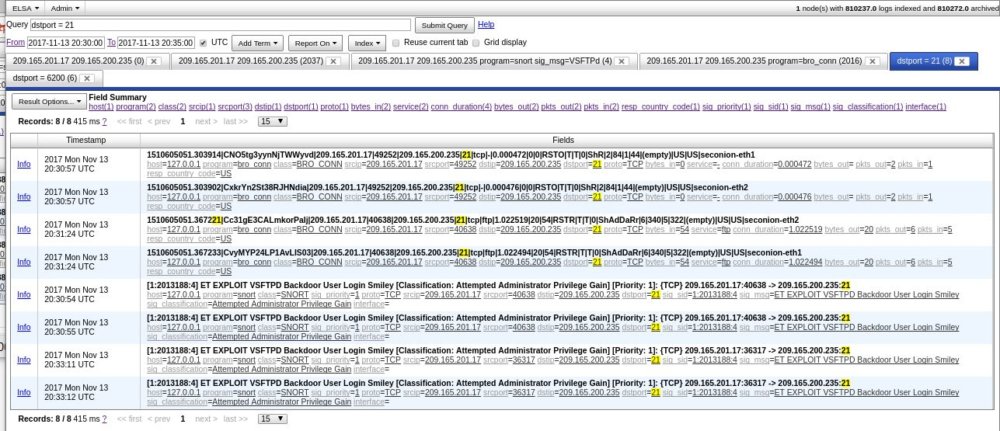 ELSA Admin 1 node(s) with 810237.0 logs indexed and 810272.0 archived
Query dstport = 21 Submit Query Help
From 2017-11-13 20:30:00 To 2017-11-13 20:35:00 UTC Add Term Report On Index Reuse current tab Grid display
209.165.201.17 209.165.200.235 (0) 209.165.201.17 209.165.200.235 (2037) 209.165.201.17 209.165.200.235 program=snort sig_msg=VSFTPd (4) 209.165.201.17 209.165.200.235 program=bro_conn (2016) dstport = 21 (8)
dstport = 6200 (6)
Result Options... Field Summary
host(1) program(2) class(2) srcip(1) srcport(3) dstip(1) dstport(1) proto(1) bytes_in(2) service(2) conn_duration(4) bytes_out(2) pkts_out(2) pkts_in(2) resp_country_code(1) sig_priority(1) sig_sid(1) sig_msg(1) sig_classification(1) interface(1)
Records: 8 / 8 415 ms ? << first < prev 1 next > last >> 15
Timestamp Fields
Info 2017 Mon Nov 13 20:30:57 UTC 1510605051.303914|CNO5tg3yynNjTWWyvd|209.165.201.17|49252|209.165.200.235|21|tcp|-|0.000472|0|0|RSTO|T|T|0|ShR|2|84|1|44|(empty)|US|US|seconion-eth1
host=127.0.0.1 program=bro_conn class=BRO_CONN srcip=209.165.201.17 srcport=49252 dstip=209.165.200.235 dstport=21 proto=TCP bytes_in=0 service=- conn_duration=0.000472 bytes_out= pkts_out=2 pkts_in=1
resp_country_code=US
Info 2017 Mon Nov 13 20:30:57 UTC 1510605051.303902|CxkrYn2St38RJHNdia|209.165.201.17|49252|209.165.200.235|21|tcp|-|0.000476|0|0|RSTO|T|T|0|ShR|2|84|1|44|(empty)|US|US|seconion-eth2
host=127.0.0.1 program=bro_conn class=BRO_CONN srcip=209.165.201.17 srcport=49252 dstip=209.165.200.235 dstport=21 proto=TCP bytes_in=0 service=- conn_duration=0.000476 bytes_out= pkts_out=2 pkts_in=1
resp_country_code=US
Info 2017 Mon Nov 13 20:31:24 UTC 1510605051.367221|Cc31gE3CALmkorPalj|209.165.201.17|40638|209.165.200.235|21|tcp|ftp|1.022519|20|54|RSTR|T|T|0|ShAdDaRr|6|340|5|322|(empty)|US|US|seconion-eth2
host=127.0.0.1 program=bro_conn class=BRO_CONN srcip=209.165.201.17 srcport=40638 dstip=209.165.200.235 dstport=21 proto=TCP bytes_in=54 service=ftp conn_duration=1.022519 bytes_out=20 pkts_out=6 pkts_in=5
resp_country_code=US
Info 2017 Mon Nov 13 20:31:24 UTC 1510605051.367233|CvyMYP24LP1AvLIS03|209.165.201.17|40638|209.165.200.235|21|tcp|ftp|1.022494|20|54|RSTR|T|T|0|ShAdDaRr|6|340|5|322|(empty)|US|US|seconion-eth1
host=127.0.0.1 program=bro_conn class=BRO_CONN srcip=209.165.201.17 srcport=40638 dstip=209.165.200.235 dstport=21 proto=TCP bytes_in=54 service=ftp conn_duration=1.022494 bytes_out=20 pkts_out=6 pkts_in=5
resp_country_code=US
Info 2017 Mon Nov 13 20:30:54 UTC [1:2013188:4] ET EXPLOIT VSFTPD Backdoor User Login Smiley [Classification: Attempted Administrator Privilege Gain] [Priority: 1]: {TCP} 209.165.201.17:40638 -> 209.165.200.235:21
host=127.0.0.1 program=snort class=SNORT sig_priority=1 proto=TCP srcip=209.165.201.17 srcport=40638 dstip=209.165.200.235 dstport=21 sig_sid=1:2013188:4 sig_msg=ET EXPLOIT VSFTPD Backdoor User Login Smiley
sig_classification=Attempted Administrator Privilege Gain interface=
Info 2017 Mon Nov 13 20:30:55 UTC [1:2013188:4] ET EXPLOIT VSFTPD Backdoor User Login Smiley [Classification: Attempted Administrator Privilege Gain] [Priority: 1]: {TCP} 209.165.201.17:40638 -> 209.165.200.235:21
host=127.0.0.1 program=snort class=SNORT sig_priority=1 proto=TCP srcip=209.165.201.17 srcport=40638 dstip=209.165.200.235 dstport=21 sig_sid=1:2013188:4 sig_msg=ET EXPLOIT VSFTPD Backdoor User Login Smiley
sig_classification=Attempted Administrator Privilege Gain interface=
Info 2017 Mon Nov 13 20:33:11 UTC [1:2013188:4] ET EXPLOIT VSFTPD Backdoor User Login Smiley [Classification: Attempted Administrator Privilege Gain] [Priority: 1]: {TCP} 209.165.201.17:36317 -> 209.165.200.235:21
host=127.0.0.1 program=snort class=SNORT sig_priority=1 proto=TCP srcip=209.165.201.17 srcport=36317 dstip=209.165.200.235 dstport=21 sig_sid=1:2013188:4 sig_msg=ET EXPLOIT VSFTPD Backdoor User Login Smiley
sig_classification=Attempted Administrator Privilege Gain interface=
Info 2017 Mon Nov 13 20:33:12 UTC [1:2013188:4] ET EXPLOIT VSFTPD Backdoor User Login Smiley [Classification: Attempted Administrator Privilege Gain] [Priority: 1]: {TCP} 209.165.201.17:36317 -> 209.165.200.235:21
host=127.0.0.1 program=snort class=SNORT sig_priority=1 proto=TCP srcip=209.165.201.17 srcport=36317 dstip=209.165.200.235 dstport=21 sig_sid=1:2013188:4 sig_msg=ET EXPLOIT VSFTPD Backdoor User Login Smiley
sig_classification=Attempted Administrator Privilege Gain interface=
Records: 8 / 8 415 ms ? << first < prev 1 next > last >> 15